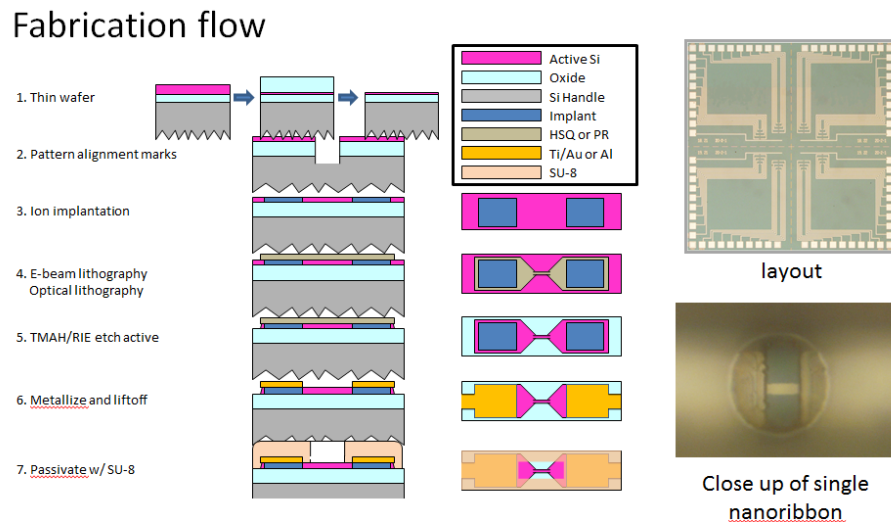 Fabrication flow
1. Thin wafer
2. Pattern alignment marks
3. Ion implantation
4. E-beam lithography
Optical lithography
5. TMAH/RIE etch active
6. Metallize and liftoff
7. Passivate w/ SU-8
Active Si
Oxide
Si Handle
Implant
HSQ or PR
Ti/Au or Al
SU-8
layout
Close up of single
nanoribbon